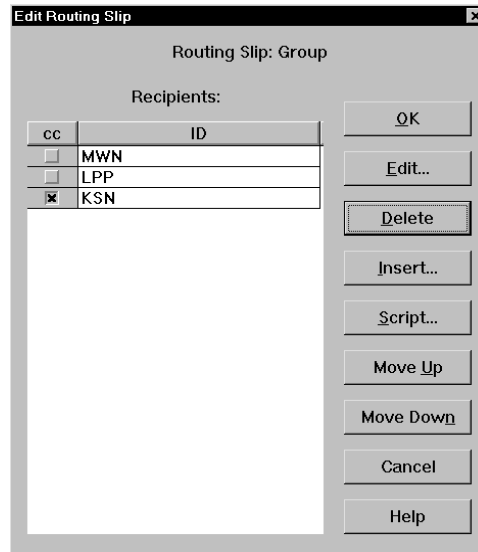 Edit Routing Slip
Routing Slip: Group
Recipients:
cc ID
MWN
LPP
KSN
OK
Edit...
Delete
Insert...
Script...
Move Up
Move Down
Cancel
Help